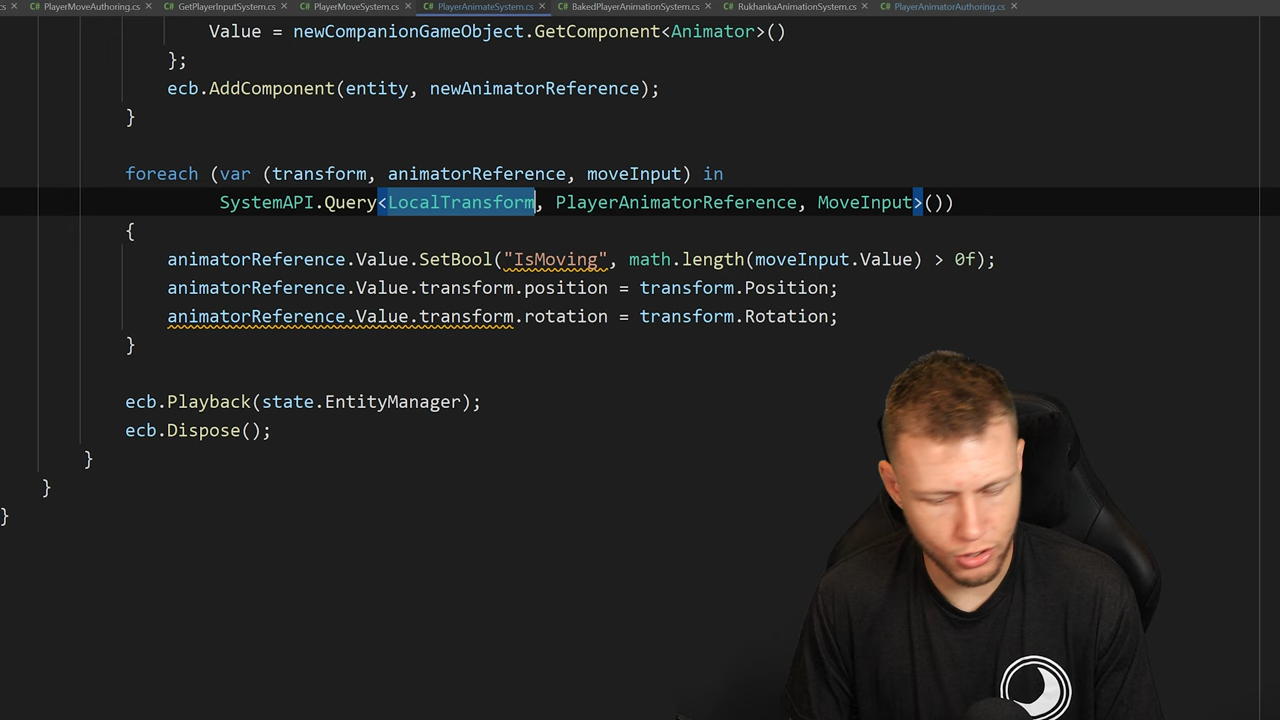 cs PlayerMoveAuthoring.cs GetPlayerInputSystem.cs PlayerMoveSystem.cs PlayerAnimateSystem.cs BakedPlayerAnimationSystem.cs RukhankaAnimationSystem.cs PlayerAnimatorAuthoring.cs
Value = newCompanionGameObject.GetComponent<Animator>()
};
ecb.AddComponent(entity, newAnimatorReference);
}
foreach (var (transform, animatorReference, moveInput) in
SystemAPI.Query<LocalTransform, PlayerAnimatorReference, MoveInput>())
{
animatorReference.Value.SetBool("IsMoving", math.length(moveInput.Value) > 0f);
animatorReference.Value.transform.position = transform.Position;
animatorReference.Value.transform.rotation = transform.Rotation;
}
ecb.Playback(state.EntityManager);
ecb.Dispose();
}
}
}